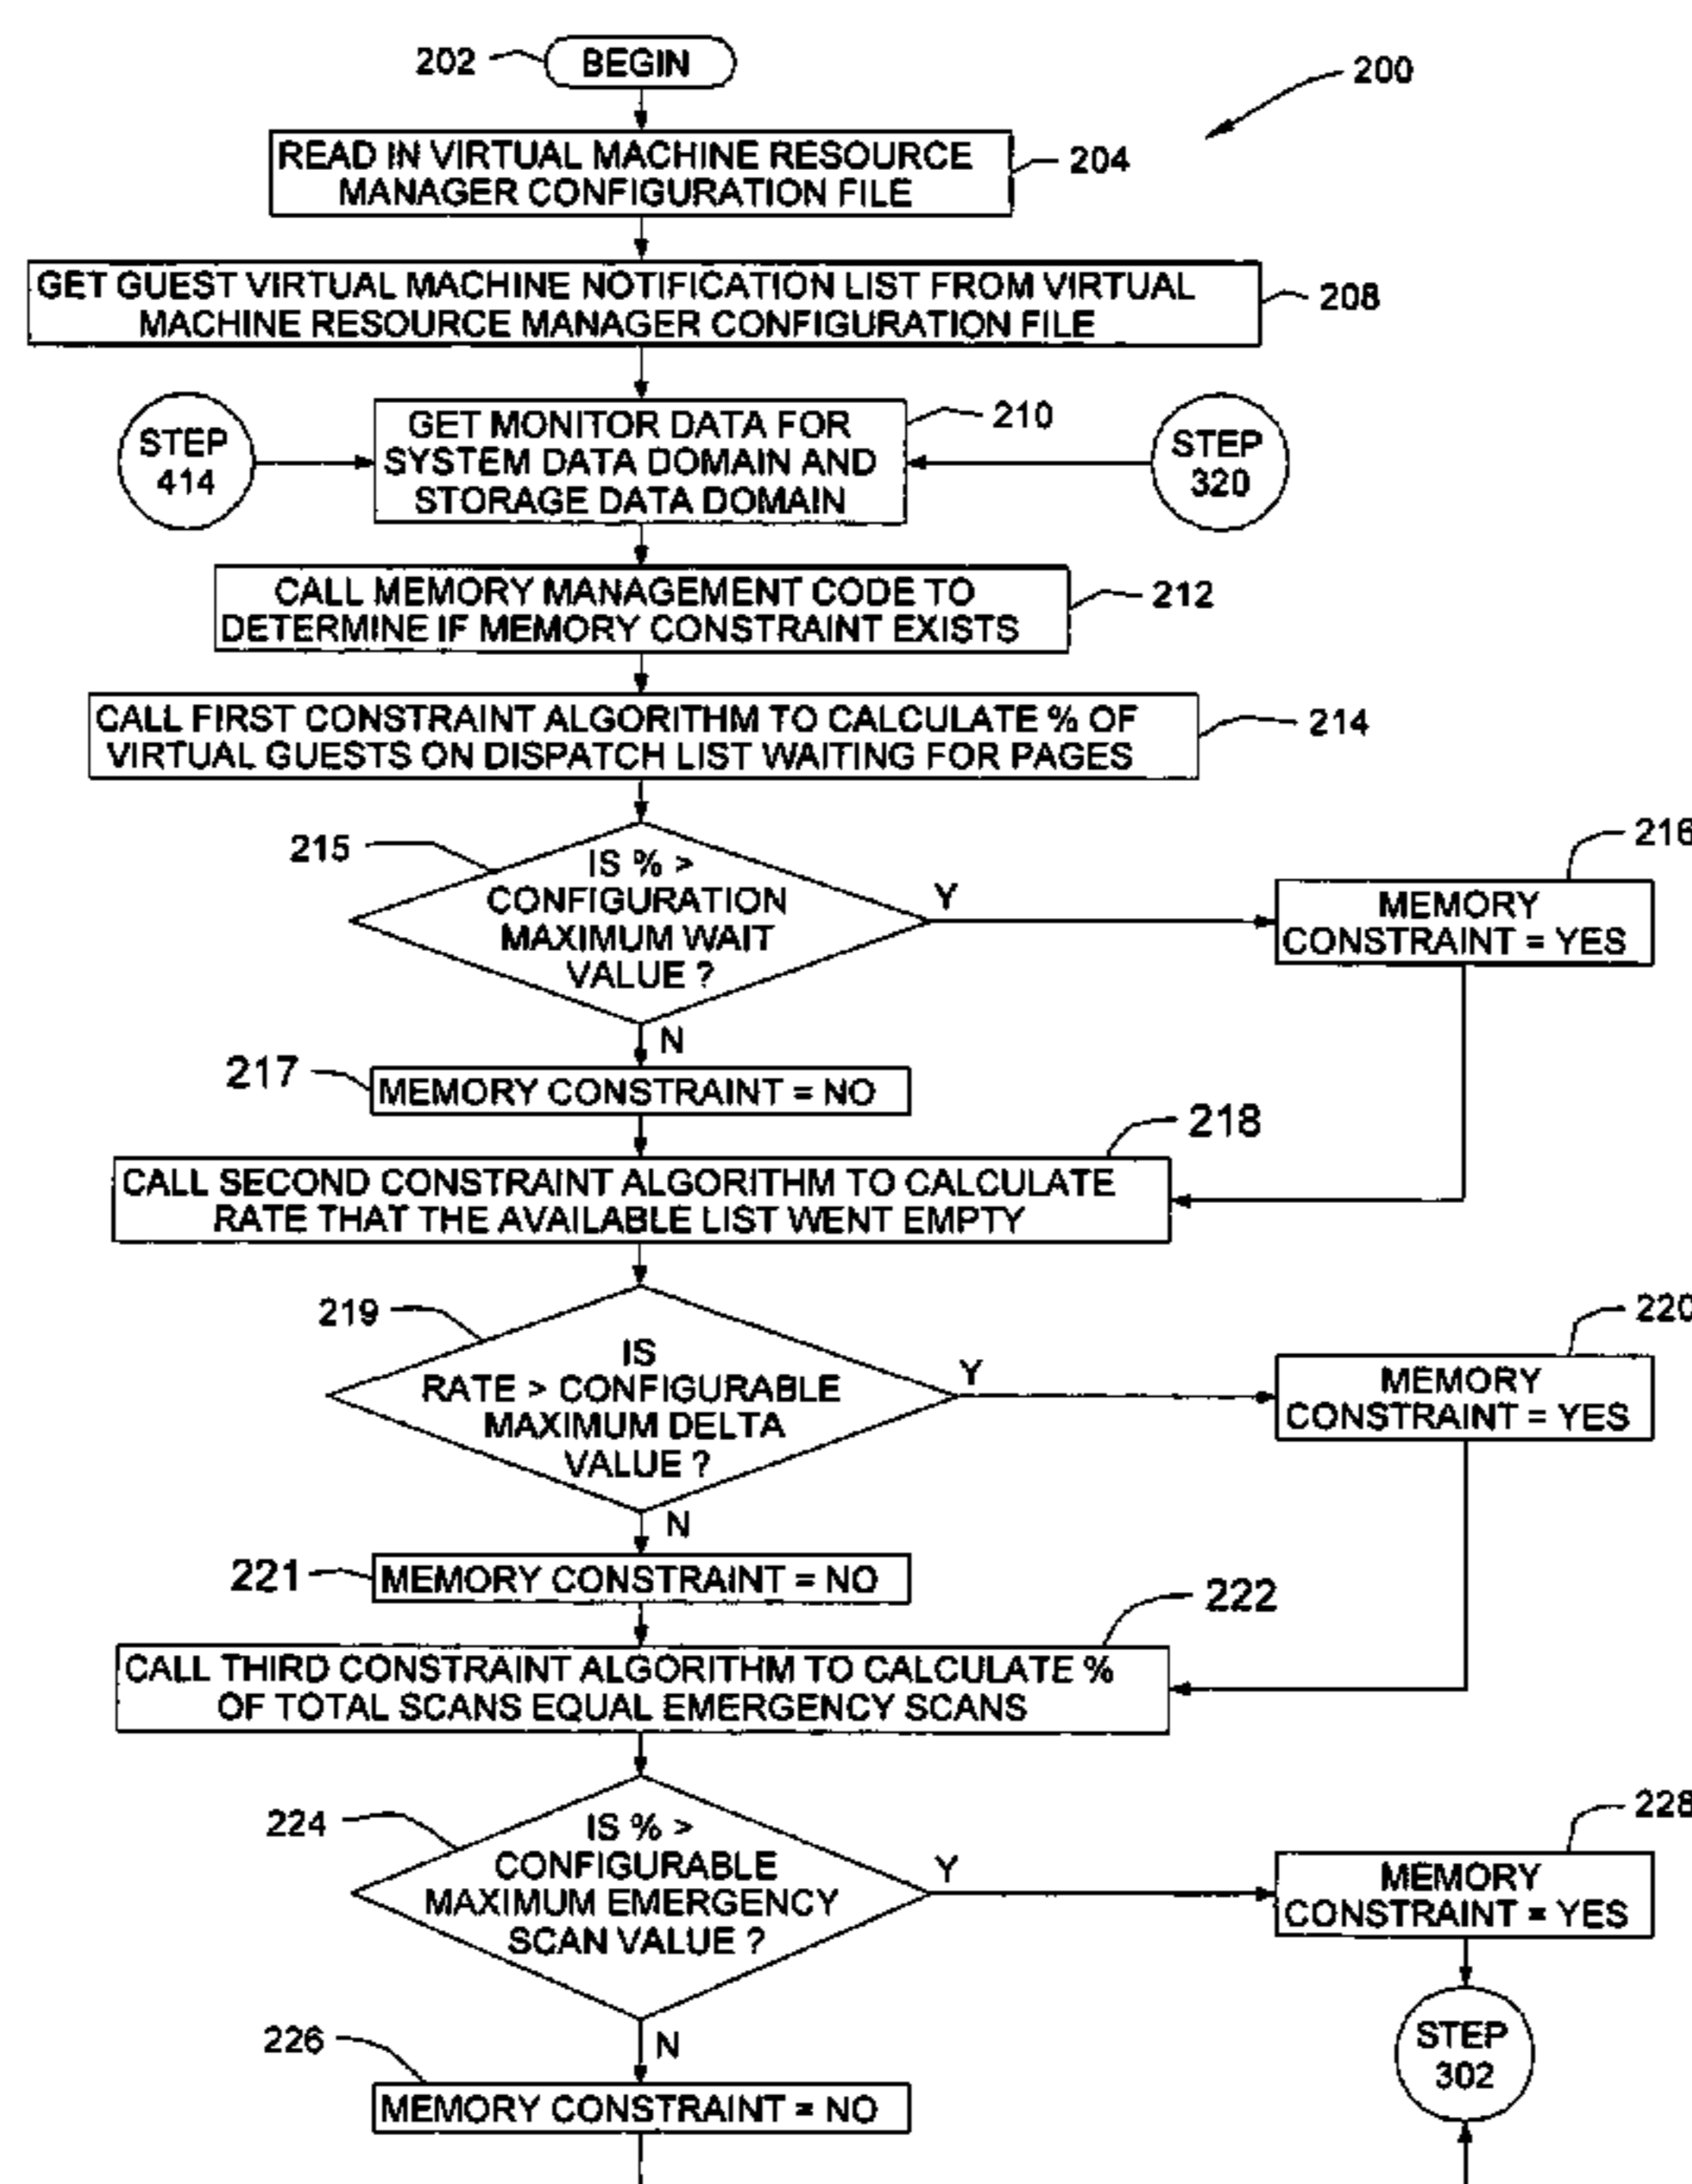 202
BEGIN
200
READ IN VIRTUAL MACHINE RESOURCE
MANAGER CONFIGURATION FILE
204
GET GUEST VIRTUAL MACHINE NOTIFICATION LIST FROM VIRTUAL
MACHINE RESOURCE MANAGER CONFIGURATION FILE
208
STEP
414
GET MONITOR DATA FOR
SYSTEM DATA DOMAIN AND
STORAGE DATA DOMAIN
210
STEP
320
CALL MEMORY MANAGEMENT CODE TO
DETERMINE IF MEMORY CONSTRAINT EXISTS
212
CALL FIRST CONSTRAINT ALGORITHM TO CALCULATE % OF
VIRTUAL GUESTS ON DISPATCH LIST WAITING FOR PAGES
214
215
IS % >
CONFIGURATION
MAXIMUM WAIT
VALUE ?
Y
216
MEMORY
CONSTRAINT = YES
N
217
MEMORY CONSTRAINT = NO
218
CALL SECOND CONSTRAINT ALGORITHM TO CALCULATE
RATE THAT THE AVAILABLE LIST WENT EMPTY
219
IS
RATE > CONFIGURABLE
MAXIMUM DELTA
VALUE ?
Y
220
MEMORY
CONSTRAINT = YES
N
221
MEMORY CONSTRAINT = NO
222
CALL THIRD CONSTRAINT ALGORITHM TO CALCULATE %
OF TOTAL SCANS EQUAL EMERGENCY SCANS
224
IS % >
CONFIGURABLE
MAXIMUM EMERGENCY
SCAN VALUE ?
Y
228
MEMORY
CONSTRAINT = YES
N
226
MEMORY CONSTRAINT = NO
STEP
302